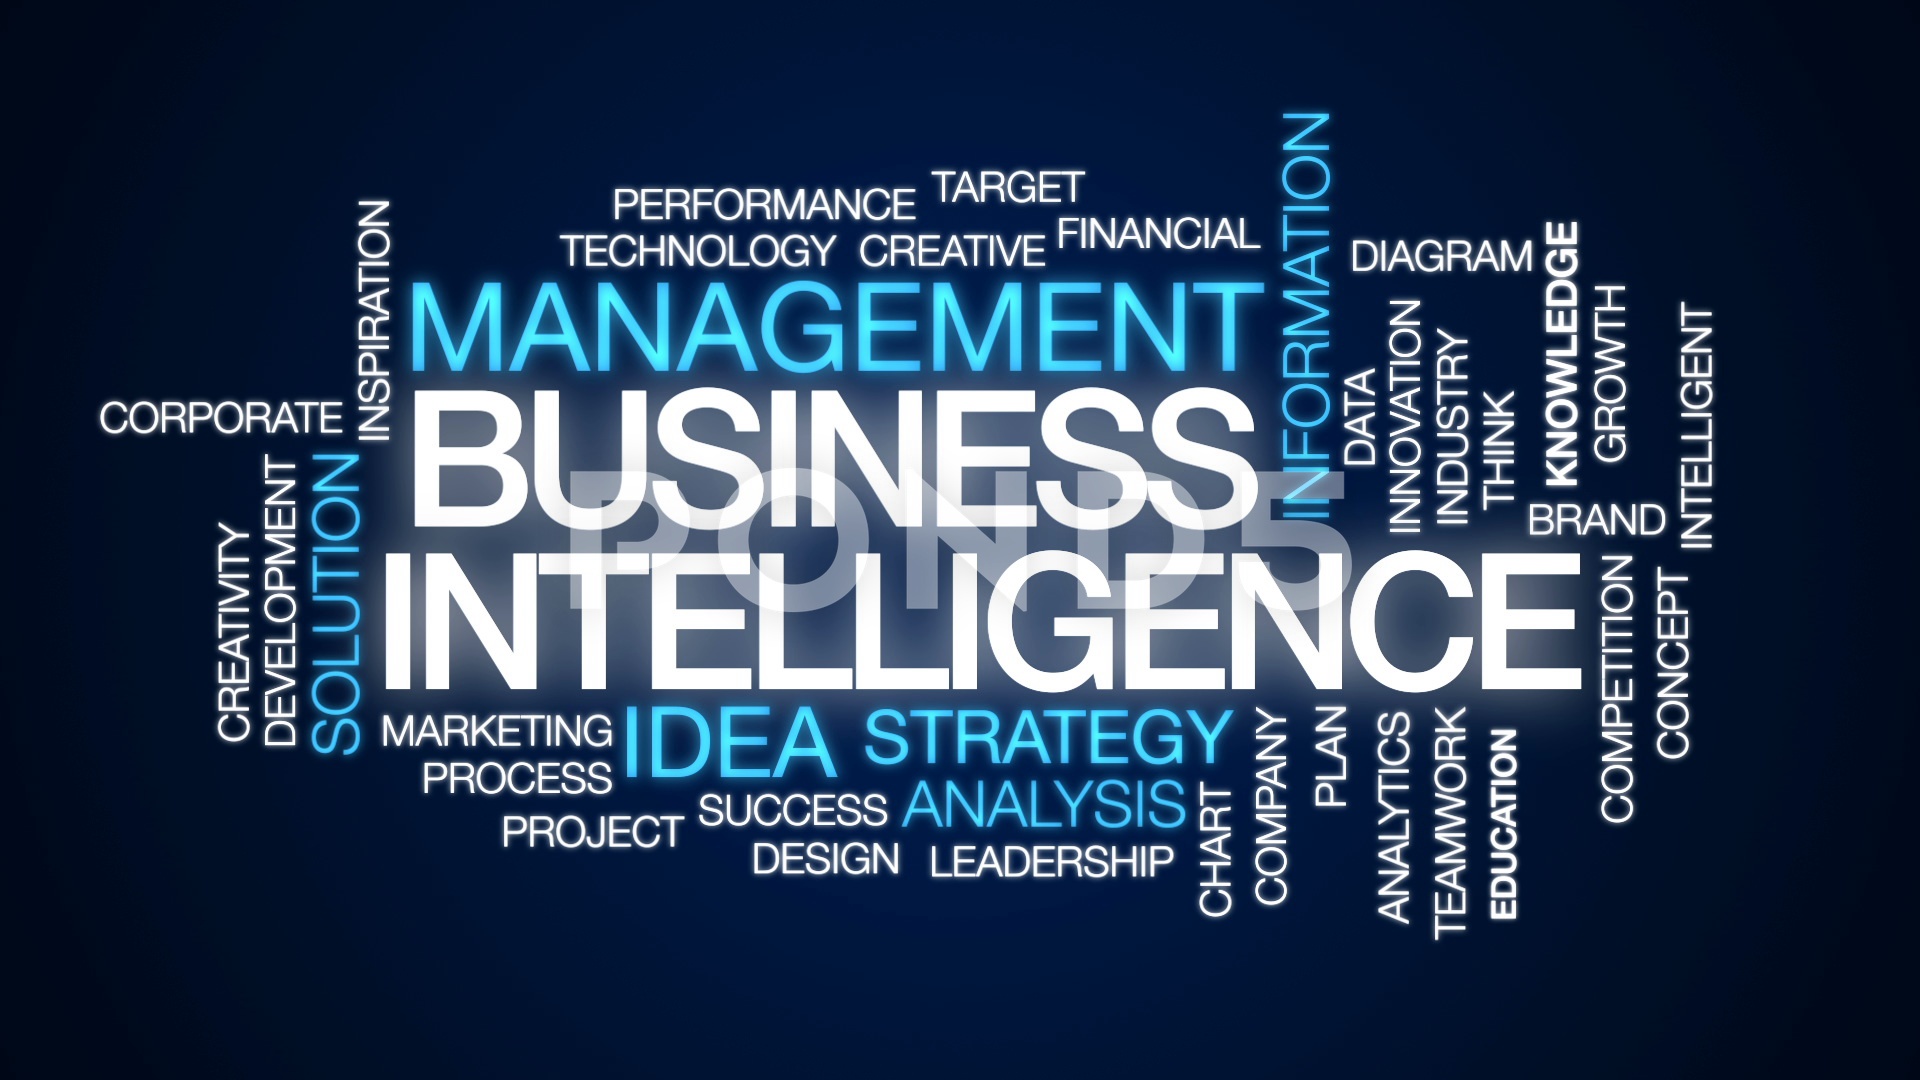 PERFORMANCE
TARGET
TECHNOLOGY
CREATIVE
FINANCIAL
MANAGEMENT
BUSINESS
INTELLIGENCE
POND5
CORPORATE
INSPIRATION
CREATIVITY
DEVELOPMENT
SOLUTION
INFORMATION
DIAGRAM
DATA
INNOVATION
INDUSTRY
THINK
KNOWLEDGE
GROWTH
INTELLIGENT
BRAND
COMPETITION
CONCEPT
MARKETING
PROCESS
PROJECT
IDEA
STRATEGY
SUCCESS
ANALYSIS
DESIGN
LEADERSHIP
CHART
COMPANY
PLAN
ANALYTICS
TEAMWORK
EDUCATION